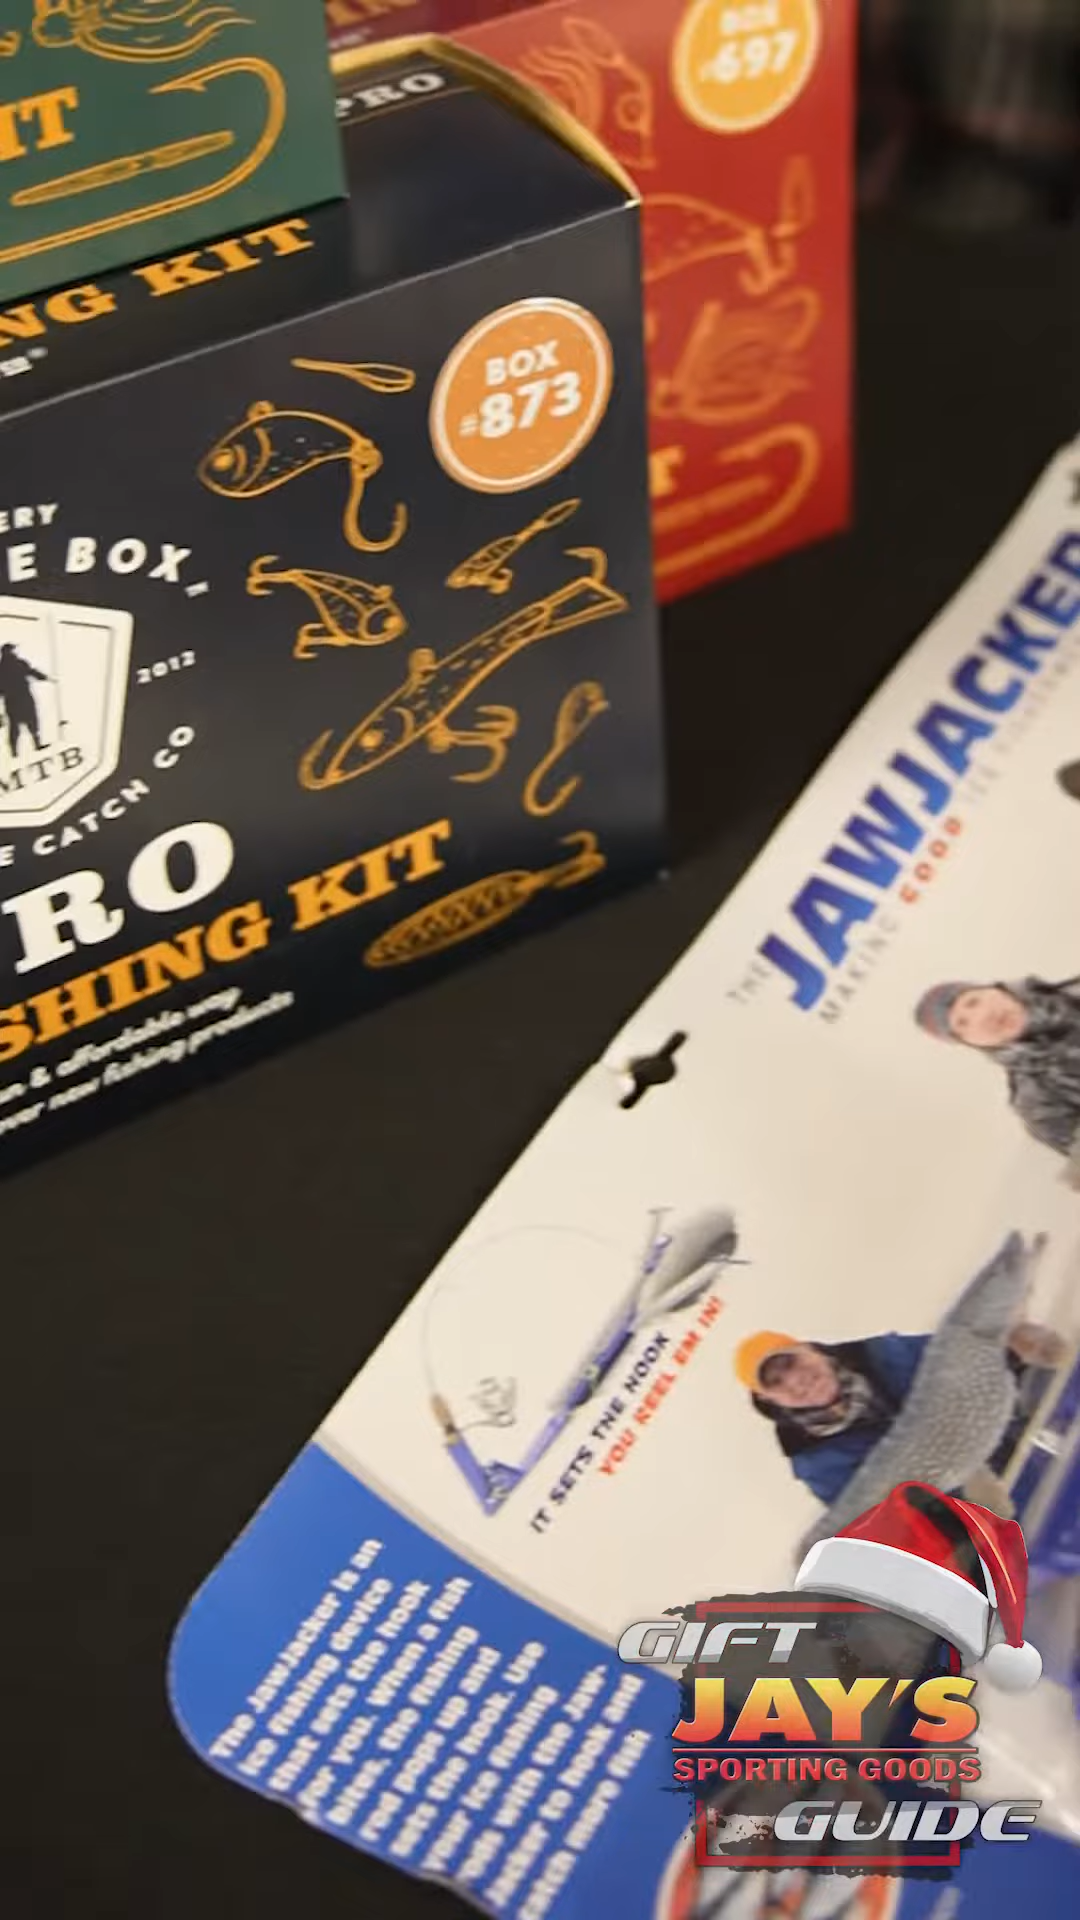 IT
PRO
BOX
#697
NG KIT
BOX
#873
ERY
E BOX
2012
MTB
E CATCH CO
RO
SHING KIT
n & affordable way
over new fishing products
THE
JAWJACKER
MAKING GOOD
IT SETS THE HOOK
YOU REEL EM IN!
The JawJacker is an
ice fishing device
that sets the hook
for you. When a fish
bites, the fishing
rod pops up and
sets the hook. Use
your ice fishing
rods with the Jaw-
Jacker to hook and
catch more fish
GIFT
JAY'S
SPORTING GOODS
GUIDE